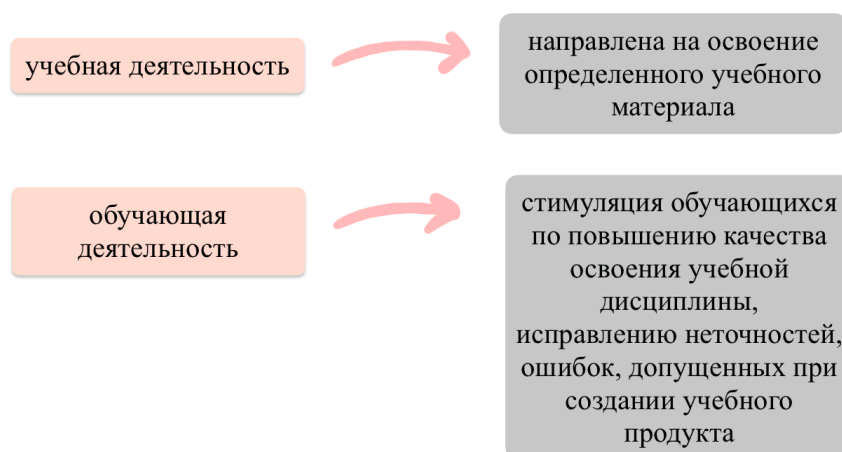 учебная деятельность
направлена на освоение
определенного учебного
материала
обучающая
деятельность
стимуляция обучающихся
по повышению качества
освоения учебной
дисциплины,
исправлению неточностей,
ошибок, допущенных при
создании учебного
продукта